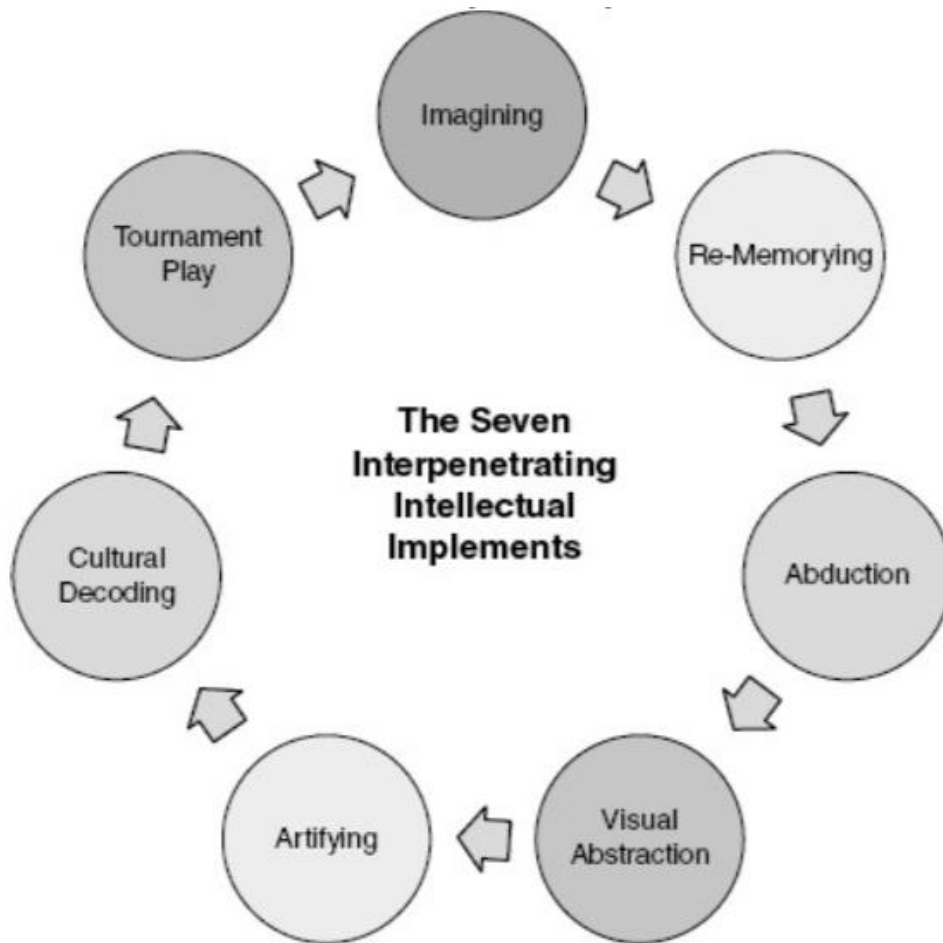 Imagining
Re-Memorying
Abduction
Visual
Abstraction
Artifying
Cultural
Decoding
Tournament
Play
The Seven
Interpenetrating
Intellectual
Implements